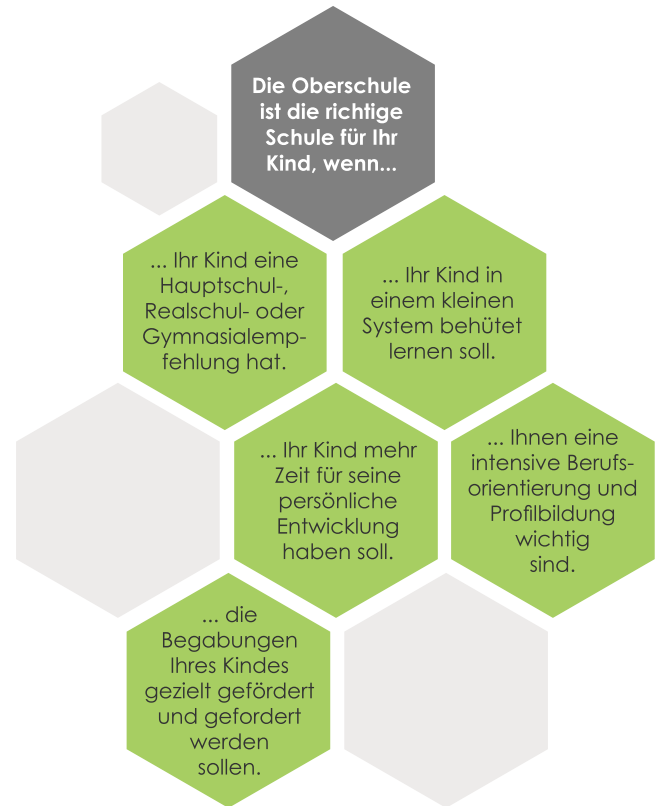 Die Oberschule
ist die richtige
Schule für Ihr
Kind, wenn...
... Ihr Kind eine
Hauptschul-,
Realschul- oder
Gymnasialemp-
fehlung hat.
... Ihr Kind in
einem kleinen
System behütet
lernen soll.
... Ihr Kind mehr
Zeit für seine
persönliche
Entwicklung
haben soll.
... Ihnen eine
intensive Berufs-
orientierung und
Profilbildung
wichtig
sind.
... die
Begabungen
Ihres Kindes
gezielt gefördert
und gefordert
werden
sollen.